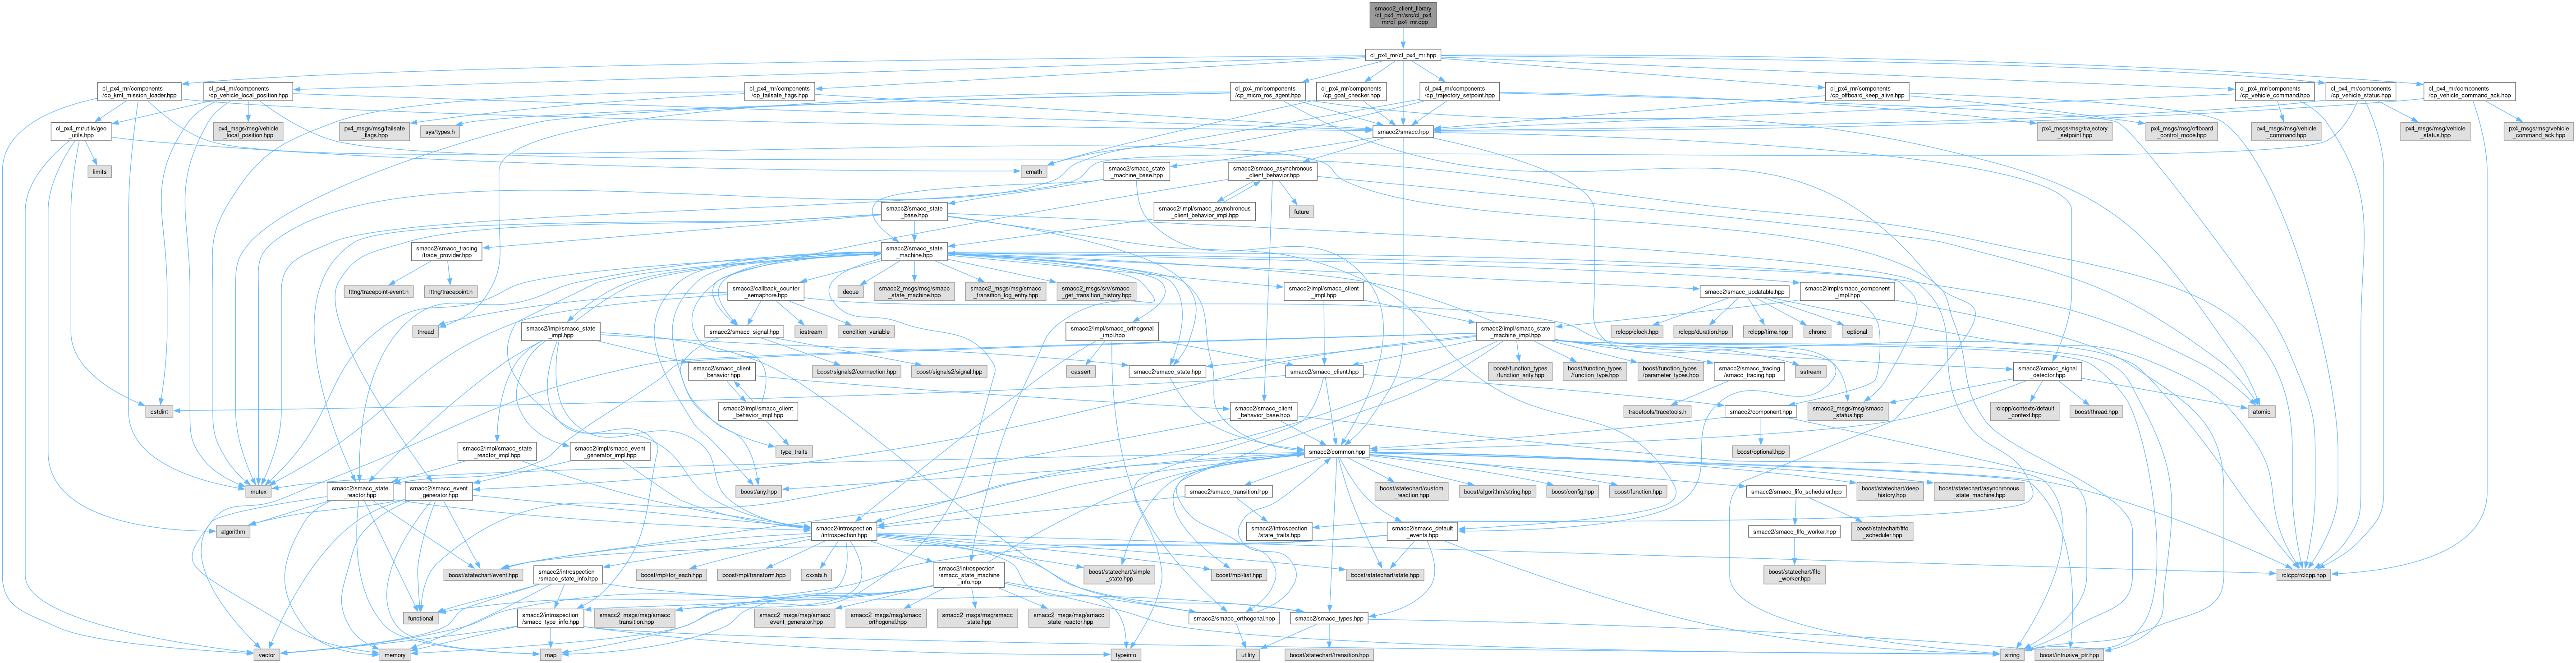 smacc2_client_library
/cl_px4_mr/src/cl_px4
_mr/cl_px4_mr.cpp
cl_px4_mr/cl_px4_mr.hpp
cl_px4_mr/components
/cp_kml_mission_loader.hpp
cl_px4_mr/components
/cp_vehicle_local_position.hpp
cl_px4_mr/components
/cp_failsafe_flags.hpp
cl_px4_mr/components
/cp_micro_ros_agent.hpp
cl_px4_mr/components
/cp_goal_checker.hpp
cl_px4_mr/components
/cp_trajectory_setpoint.hpp
cl_px4_mr/components
/cp_offboard_keep_alive.hpp
cl_px4_mr/components
/cp_vehicle_command.hpp
cl_px4_mr/components
/cp_vehicle_status.hpp
cl_px4_mr/components
/cp_vehicle_command_ack.hpp
cl_px4_mr/utils/geo
_utils.hpp
px4_msgs/msg/vehicle
_local_position.hpp
px4_msgs/msg/failsafe
_flags.hpp
sys/types.h
smacc2/smacc.hpp
px4_msgs/msg/trajectory
_setpoint.hpp
px4_msgs/msg/offboard
_control_mode.hpp
px4_msgs/msg/vehicle
_command.hpp
px4_msgs/msg/vehicle
_status.hpp
px4_msgs/msg/vehicle
_command_ack.hpp
limits
cmath
smacc2/smacc_state
_machine_base.hpp
smacc2/smacc_asynchronous
_client_behavior.hpp
smacc2/smacc_state
_base.hpp
smacc2/impl/smacc_asynchronous
_client_behavior_impl.hpp
future
smacc2/smacc_tracing
/trace_provider.hpp
smacc2/smacc_state
_machine.hpp
lttng/tracepoint-event.h
lttng/tracepoint.h
smacc2/callback_counter
_semaphore.hpp
deque
smacc2_msgs/msg/smacc
_state_machine.hpp
smacc2_msgs/msg/smacc
_transition_log_entry.hpp
smacc2_msgs/srv/smacc
_get_transition_history.hpp
smacc2/impl/smacc_client
_impl.hpp
smacc2/smacc_updatable.hpp
smacc2/impl/smacc_component
_impl.hpp
thread
smacc2/impl/smacc_state
_impl.hpp
smacc2/smacc_signal.hpp
iostream
condition_variable
smacc2/impl/smacc_orthogonal
_impl.hpp
smacc2/impl/smacc_state
_machine_impl.hpp
rclcpp/clock.hpp
rclcpp/duration.hpp
rclcpp/time.hpp
chrono
optional
smacc2/smacc_client
_behavior.hpp
boost/signals2/connection.hpp
boost/signals2/signal.hpp
cassert
smacc2/smacc_state.hpp
smacc2/smacc_client.hpp
boost/function_types
/function_arity.hpp
boost/function_types
/function_type.hpp
boost/function_types
/parameter_types.hpp
smacc2/smacc_tracing
/smacc_tracing.hpp
sstream
smacc2/smacc_signal
_detector.hpp
cstdint
smacc2/impl/smacc_client
_behavior_impl.hpp
smacc2/smacc_client
_behavior_base.hpp
tracetools/tracetools.h
smacc2/component.hpp
smacc2_msgs/msg/smacc
_status.hpp
rclcpp/contexts/default
_context.hpp
boost/thread.hpp
atomic
smacc2/impl/smacc_state
_reactor_impl.hpp
smacc2/impl/smacc_event
_generator_impl.hpp
type_traits
smacc2/common.hpp
boost/optional.hpp
mutex
smacc2/smacc_state
_reactor.hpp
smacc2/smacc_event
_generator.hpp
boost/any.hpp
smacc2/smacc_transition.hpp
boost/statechart/custom
_reaction.hpp
boost/algorithm/string.hpp
boost/config.hpp
boost/function.hpp
smacc2/smacc_fifo_scheduler.hpp
boost/statechart/deep
_history.hpp
boost/statechart/asynchronous
_state_machine.hpp
algorithm
smacc2/introspection
/introspection.hpp
smacc2/introspection
/state_traits.hpp
smacc2/smacc_default
_events.hpp
smacc2/smacc_fifo_worker.hpp
boost/statechart/fifo
_scheduler.hpp
boost/statechart/event.hpp
smacc2/introspection
/smacc_state_info.hpp
boost/mpl/for_each.hpp
boost/mpl/transform.hpp
cxxabi.h
smacc2/introspection
/smacc_state_machine
_info.hpp
boost/statechart/simple
_state.hpp
boost/mpl/list.hpp
boost/statechart/state.hpp
boost/statechart/fifo
_worker.hpp
rclcpp/rclcpp.hpp
functional
smacc2/introspection
/smacc_type_info.hpp
smacc2_msgs/msg/smacc
_transition.hpp
smacc2_msgs/msg/smacc
_event_generator.hpp
smacc2_msgs/msg/smacc
_orthogonal.hpp
smacc2_msgs/msg/smacc
_state.hpp
smacc2_msgs/msg/smacc
_state_reactor.hpp
smacc2/smacc_orthogonal.hpp
smacc2/smacc_types.hpp
vector
memory
map
typeinfo
utility
boost/statechart/transition.hpp
string
boost/intrusive_ptr.hpp